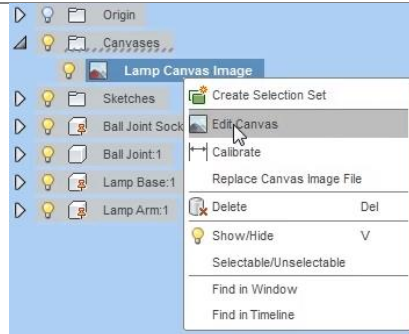 Origin
Canvases
Lamp Canvas Image
Sketches
Create Selection Set
Ball Joint Sock
Edit Canvas
Ball Joint:1
Calibrate
Lamp Base:1
Replace Canvas Image File
Lamp Arm:1
Delete Del
Show/Hide V
Selectable/Unselectable
Find in Window
Find in Timeline